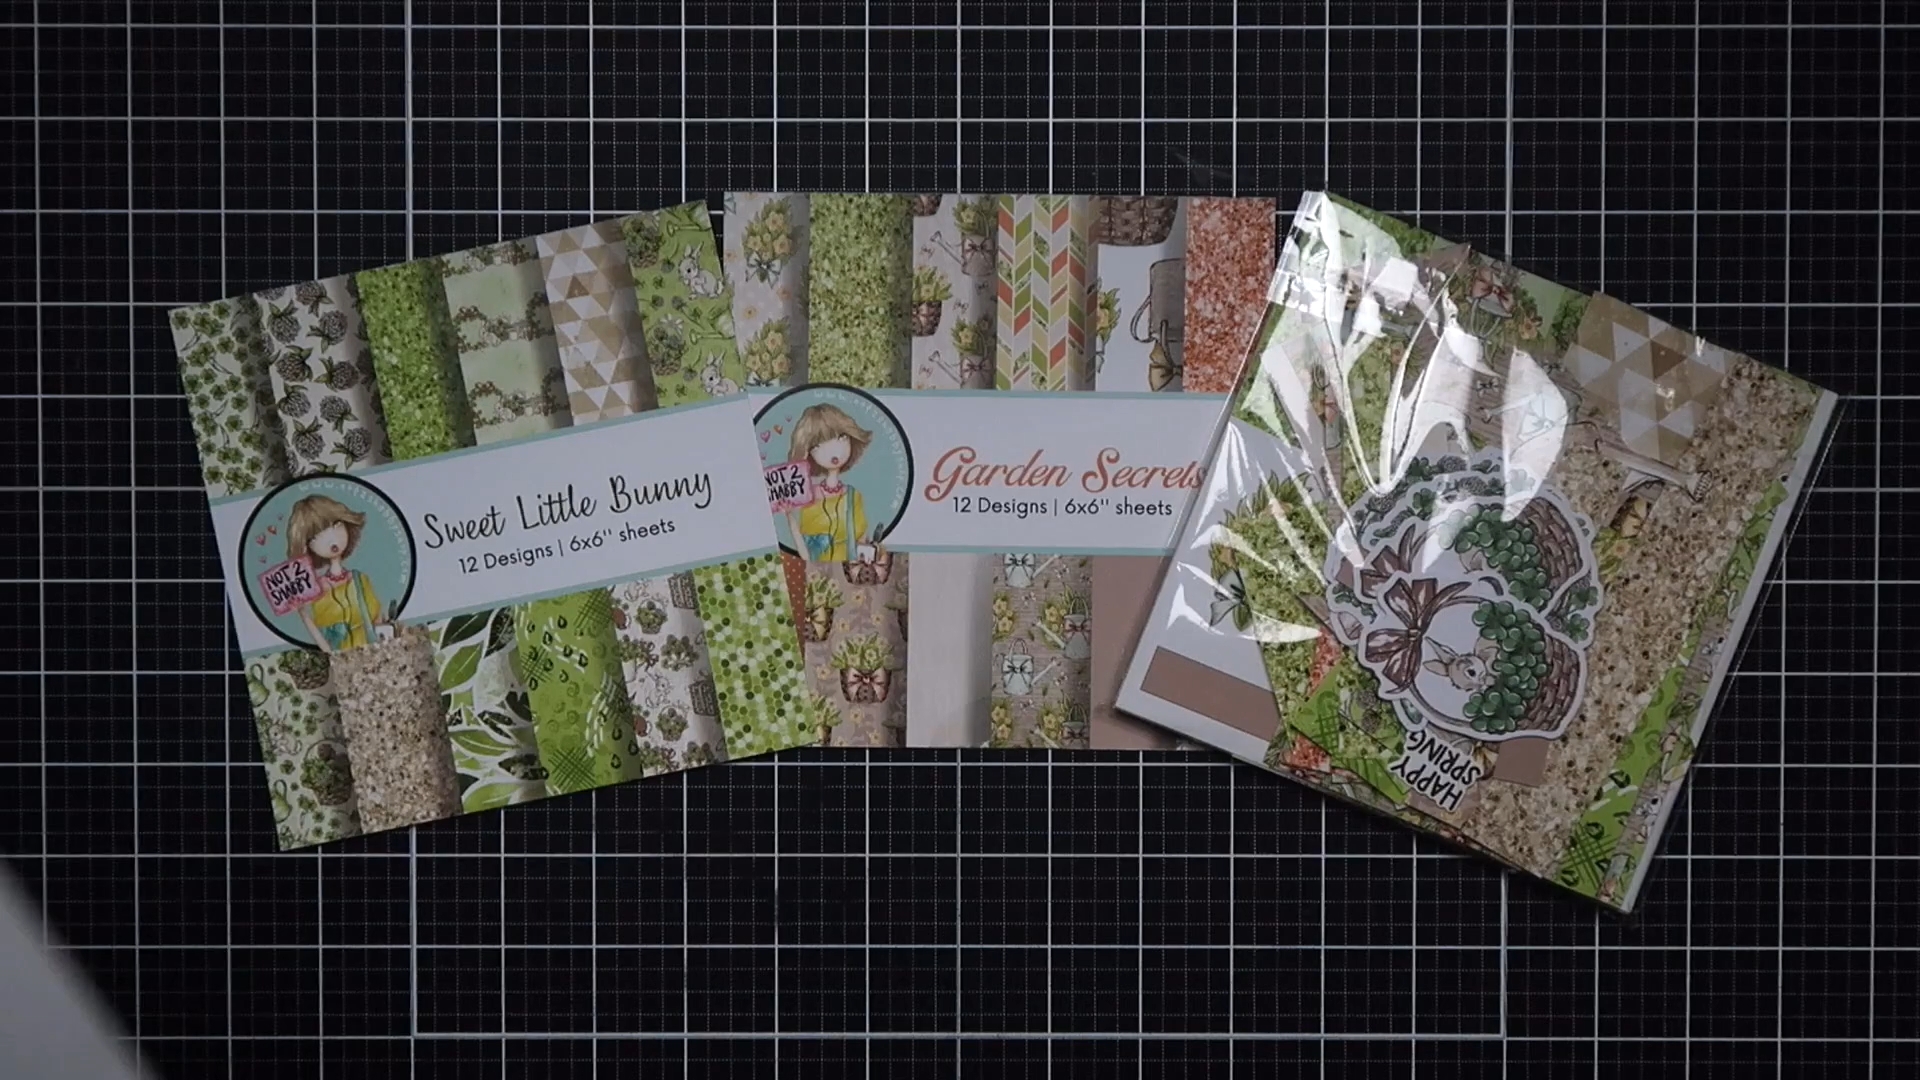 Sweet Little Bunny
12 Designs | 6x6" sheets
NOT 2
SHABBY
Garden Secrets
12 Designs | 6x6" sheets
NOT 2
SHABBY
HAPPY
SPRING